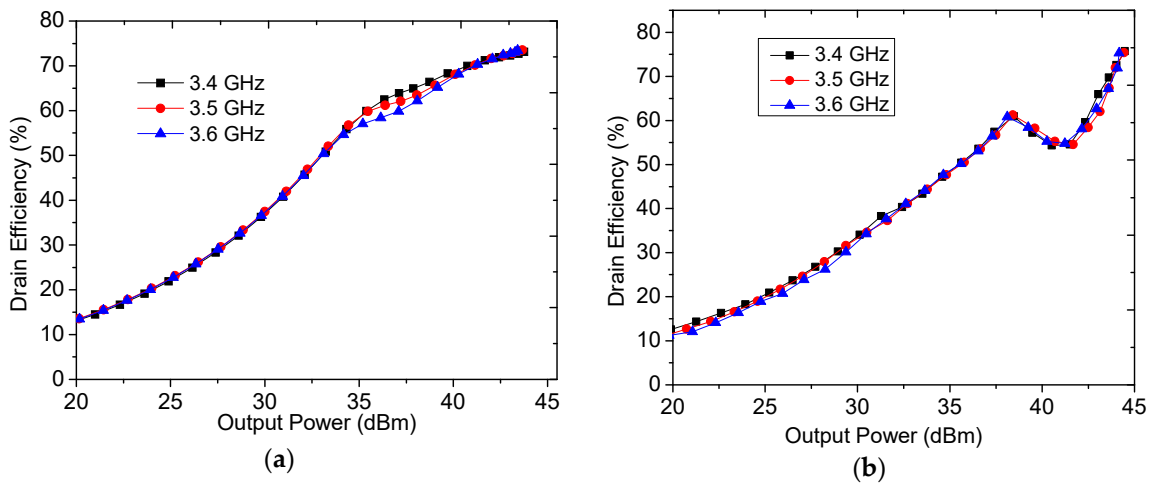 80
70
60
50
40
30
20
10
0
Drain Efficiency (%)
3.4 GHz
3.5 GHz
3.6 GHz
20 25 30 35 40 45
Output Power (dBm)
(a)
80
70
60
50
40
30
20
10
0
Drain Efficiency (%)
3.4 GHz
3.5 GHz
3.6 GHz
20 25 30 35 40 45
Output Power (dBm)
(b)